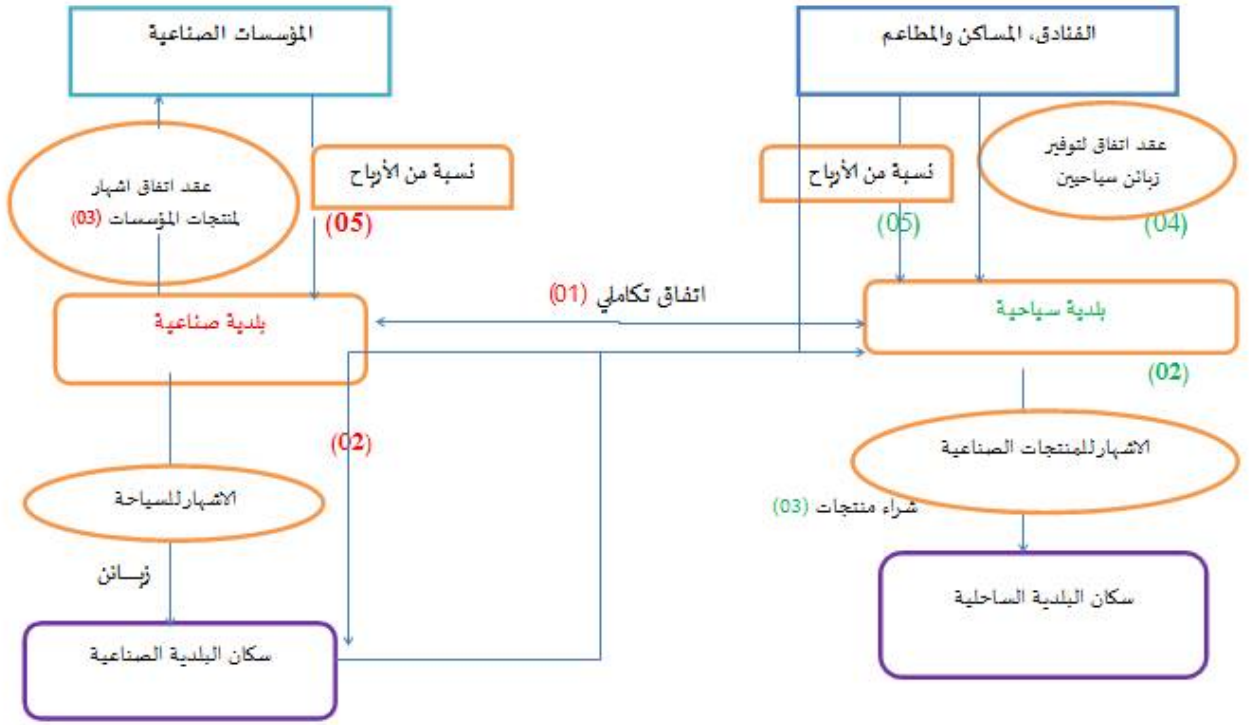 المؤسسات الصناعية
الفنادق، المساكن والمطاعم
عقد اتفاق اشهار
لمنتجات المؤسسات (03)
نسبة من الأرباح
(05)
نسبة من الأرباح
(05)
عقد اتفاق لتوفير
زبائن سياحيين
(04)
اتفاق تكاملي (01)
بلدية صناعية
بلدية سياحية
(02)
(02)
الاشهار للسياحة
الاشهار للمنتجات الصناعية
شراء منتجات (03)
زبــائن
سكان البلدية الصناعية
سكان البلدية الساحلية